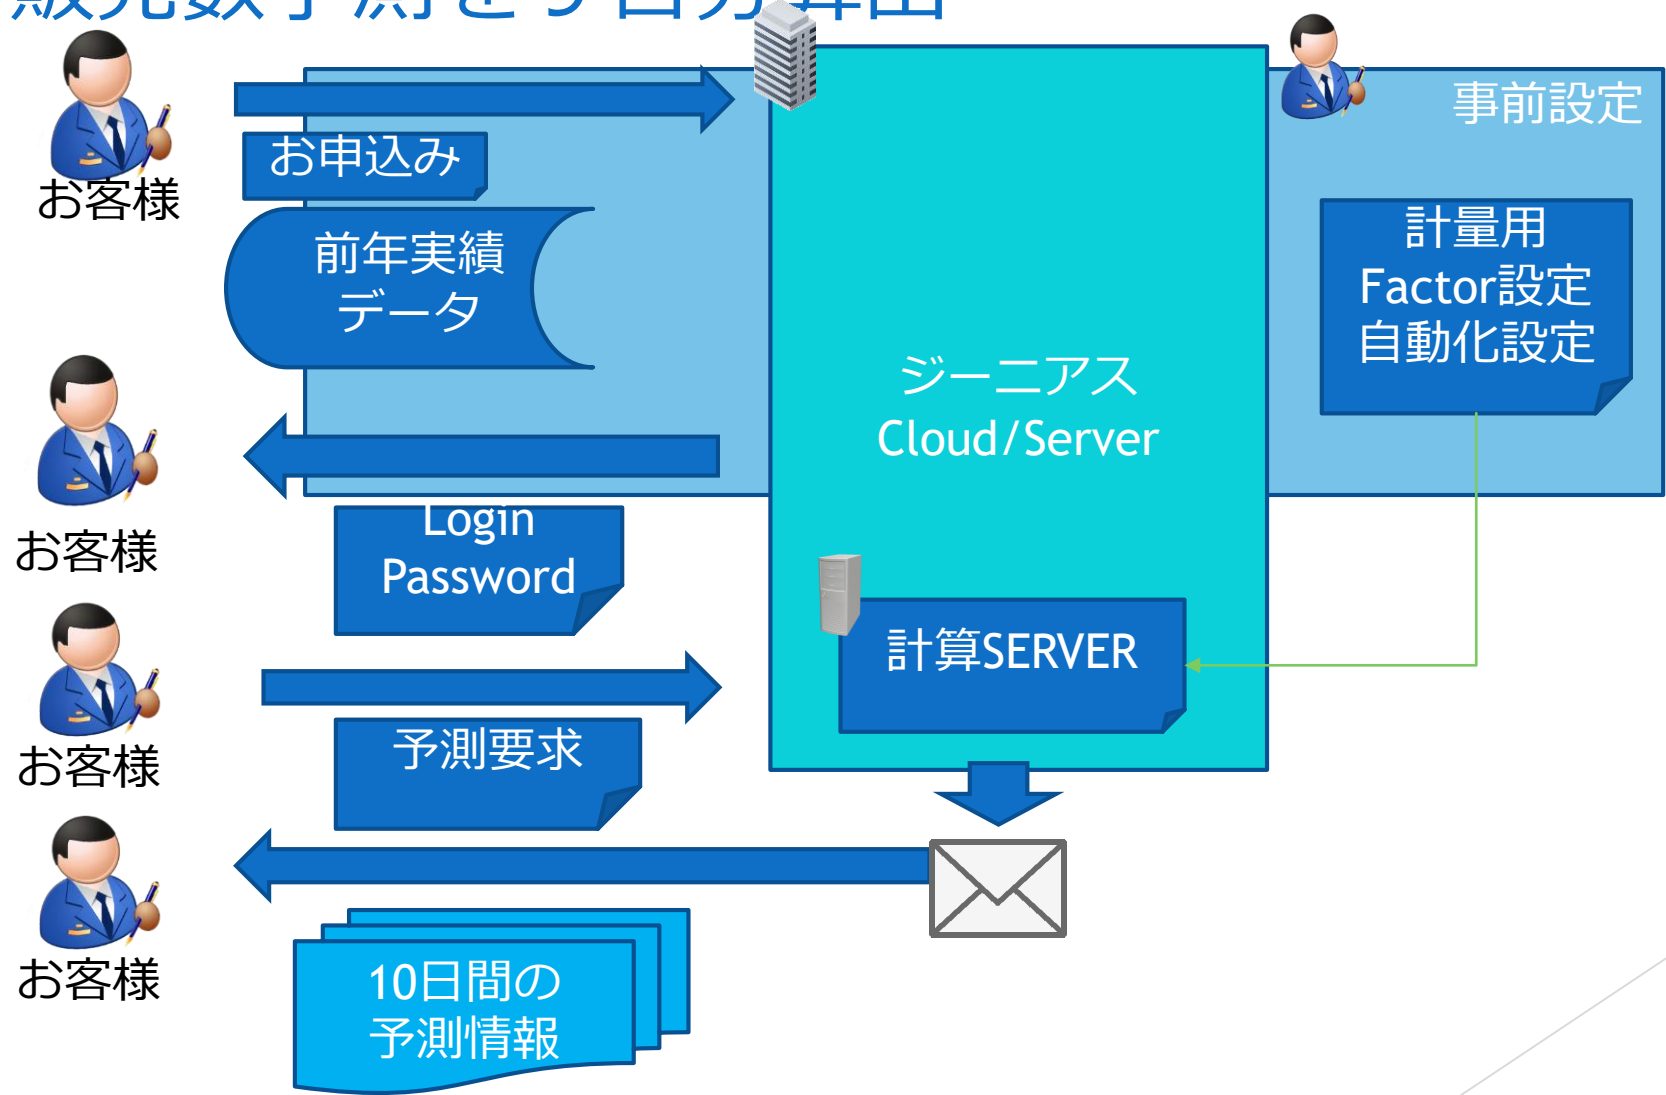 お申込み
お客様
前年実績
データ
事前設定
計量用
Factor設定
自動化設定
ジーニアス
Cloud/Server
Login
Password
お客様
計算SERVER
予測要求
お客様
10日間の
予測情報
お客様